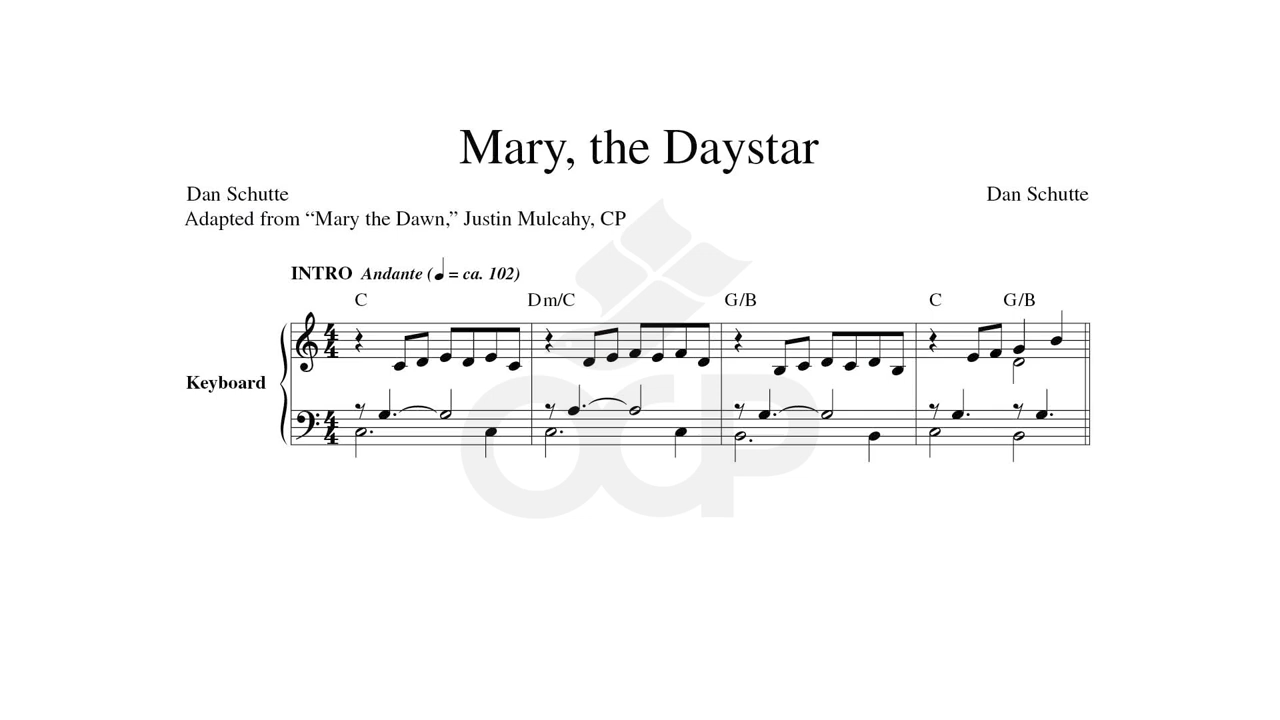 Mary, the Daystar
Dan Schutte Dan Schutte
Adapted from “Mary the Dawn,” Justin Mulcahy, CP
INTRO Andante (♩ = ca. 102)
C Dm/C G/B C G/B
Keyboard
OCP